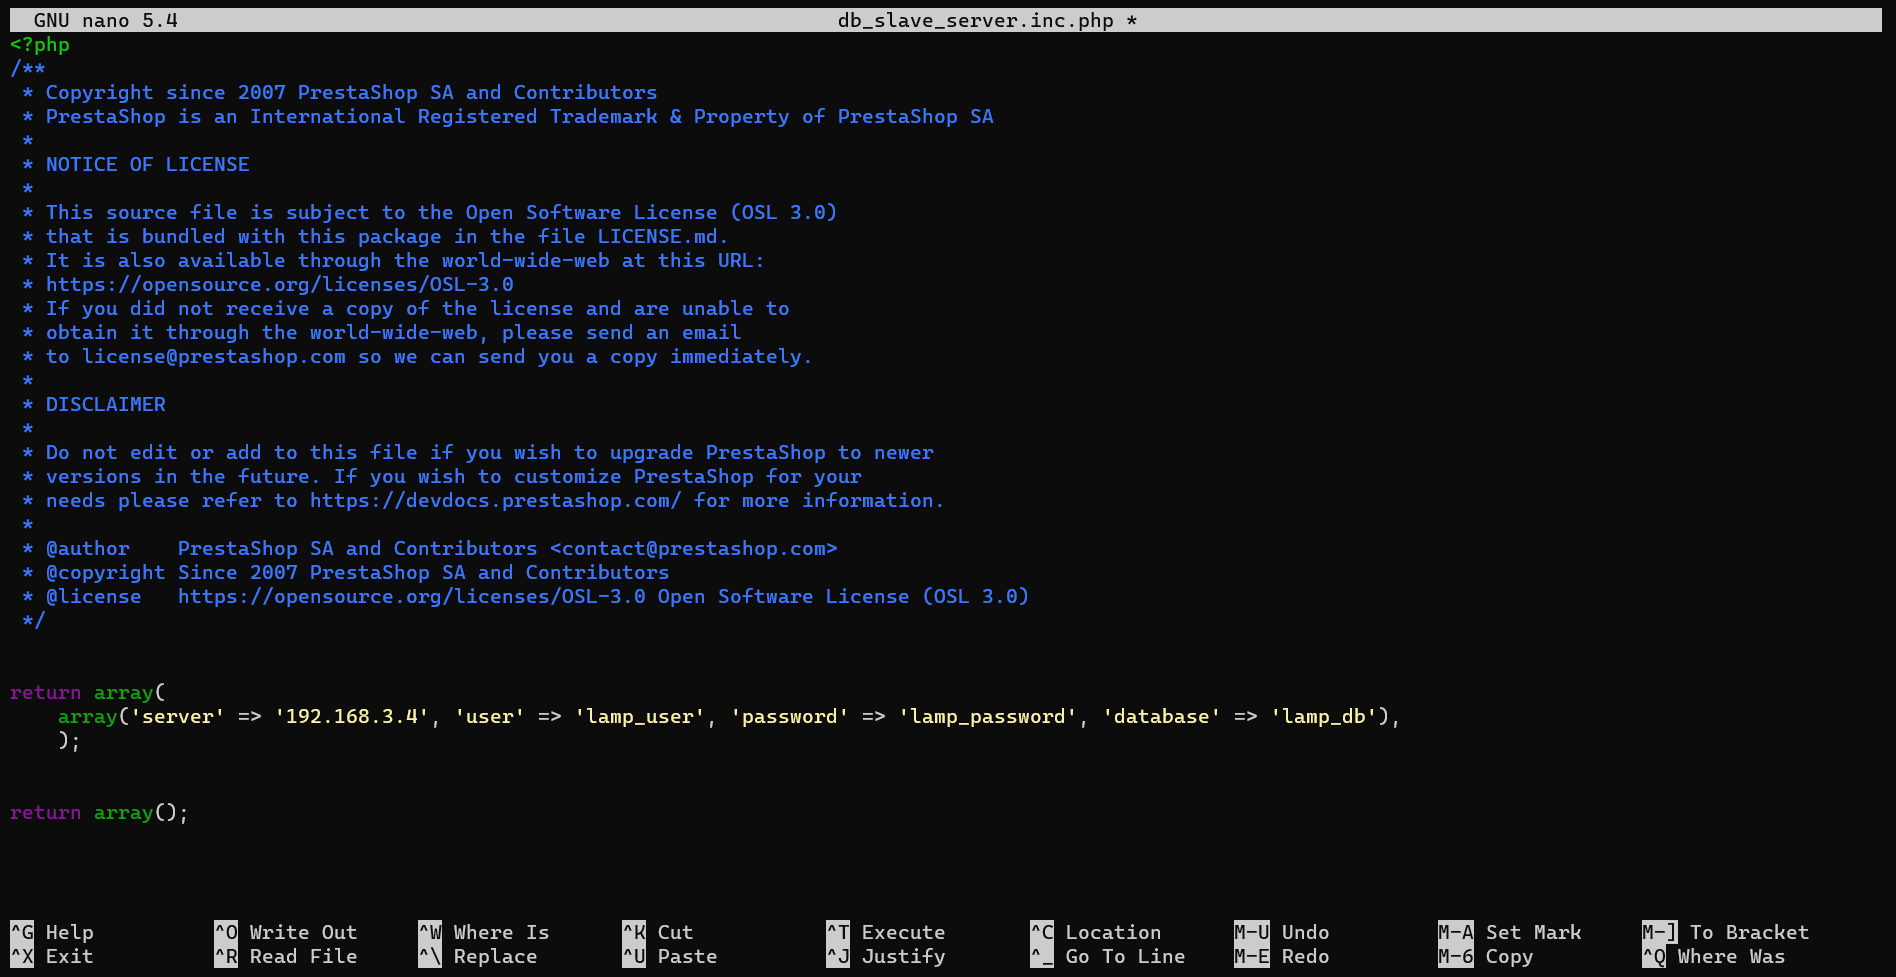 GNU nano 5.4 db_slave_server.inc.php *
<?php
/**
 * Copyright since 2007 PrestaShop SA and Contributors
 * PrestaShop is an International Registered Trademark & Property of PrestaShop SA
 *
 * NOTICE OF LICENSE
 *
 * This source file is subject to the Open Software License (OSL 3.0)
 * that is bundled with this package in the file LICENSE.md.
 * It is also available through the world-wide-web at this URL:
 * https://opensource.org/licenses/OSL-3.0
 * If you did not receive a copy of the license and are unable to
 * obtain it through the world-wide-web, please send an email
 * to license@prestashop.com so we can send you a copy immediately.
 *
 * DISCLAIMER
 *
 * Do not edit or add to this file if you wish to upgrade PrestaShop to newer
 * versions in the future. If you wish to customize PrestaShop for your
 * needs please refer to https://devdocs.prestashop.com/ for more information.
 *
 * @author    PrestaShop SA and Contributors <contact@prestashop.com>
 * @copyright Since 2007 PrestaShop SA and Contributors
 * @license   https://opensource.org/licenses/OSL-3.0 Open Software License (OSL 3.0)
 */
return array(
    array('server' => '192.168.3.4', 'user' => 'lamp_user', 'password' => 'lamp_password', 'database' => 'lamp_db'),
    );
return array();
^G Help ^O Write Out ^W Where Is ^K Cut ^T Execute ^C Location M-U Undo M-A Set Mark M-] To Bracket
^X Exit ^R Read File ^\ Replace ^U Paste ^J Justify ^_ Go To Line M-E Redo M-6 Copy ^Q Where Was